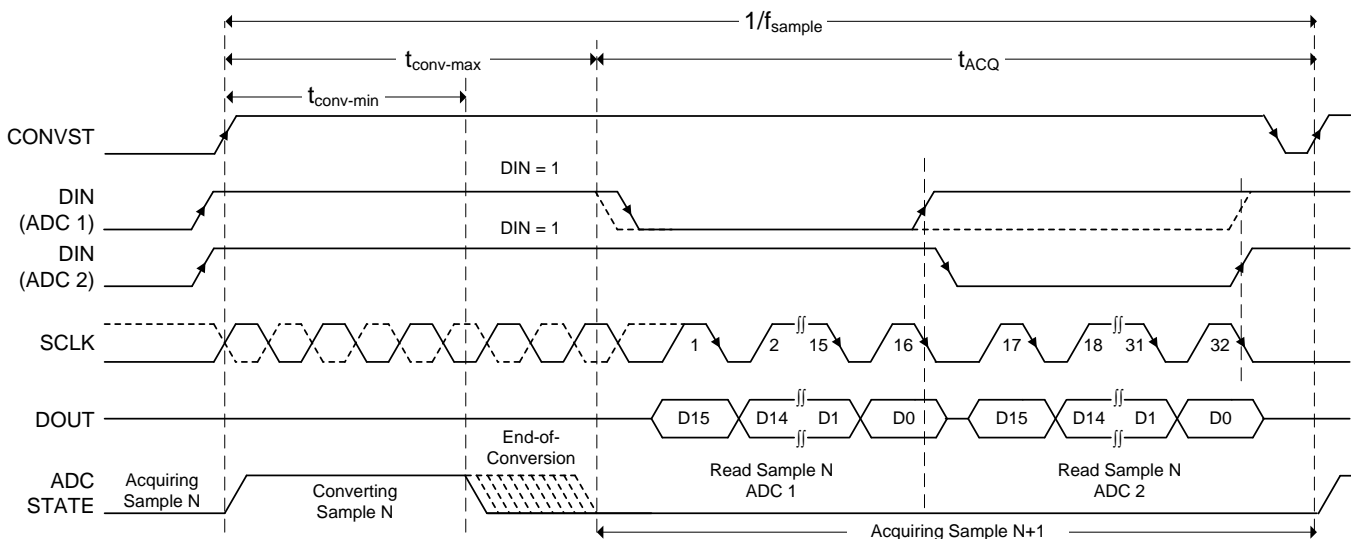 1/fsample
tconv-max
tACQ
tconv-min
CONVST
DIN = 1
DIN
(ADC 1)
DIN = 1
DIN
(ADC 2)
SCLK
1
2
15
16
17
18
31
32
DOUT
D15
D14
D1
D0
D15
D14
D1
D0
End-of-
Conversion
ADC
STATE
Acquiring
Sample N
Converting
Sample N
Read Sample N
ADC 1
Read Sample N
ADC 2
Acquiring Sample N+1